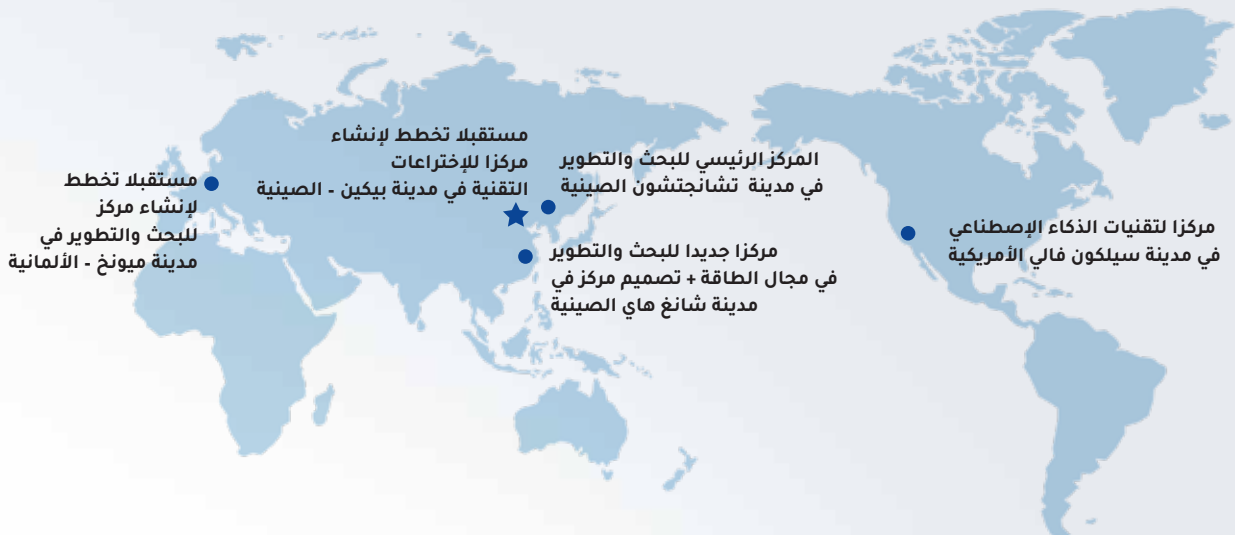 مستقبلا تخطط لإنشاء
مركزا للإختراعات
التقنية في مدينة بيكين - الصينية
المركز الرئيسي للبحث والتطوير
في مدينة تشانجتشون الصينية
مستقبلا تخطط
لإنشاء مركز
للبحث والتطوير في
مدينة ميونخ - الألمانية
مركزا لتقنيات الذكاء الإصطناعي
في مدينة سيلكون فالي الأمريكية
مركزا جديدا للبحث والتطوير
في مجال الطاقة + تصميم مركز في
مدينة شانغ هاي الصينية